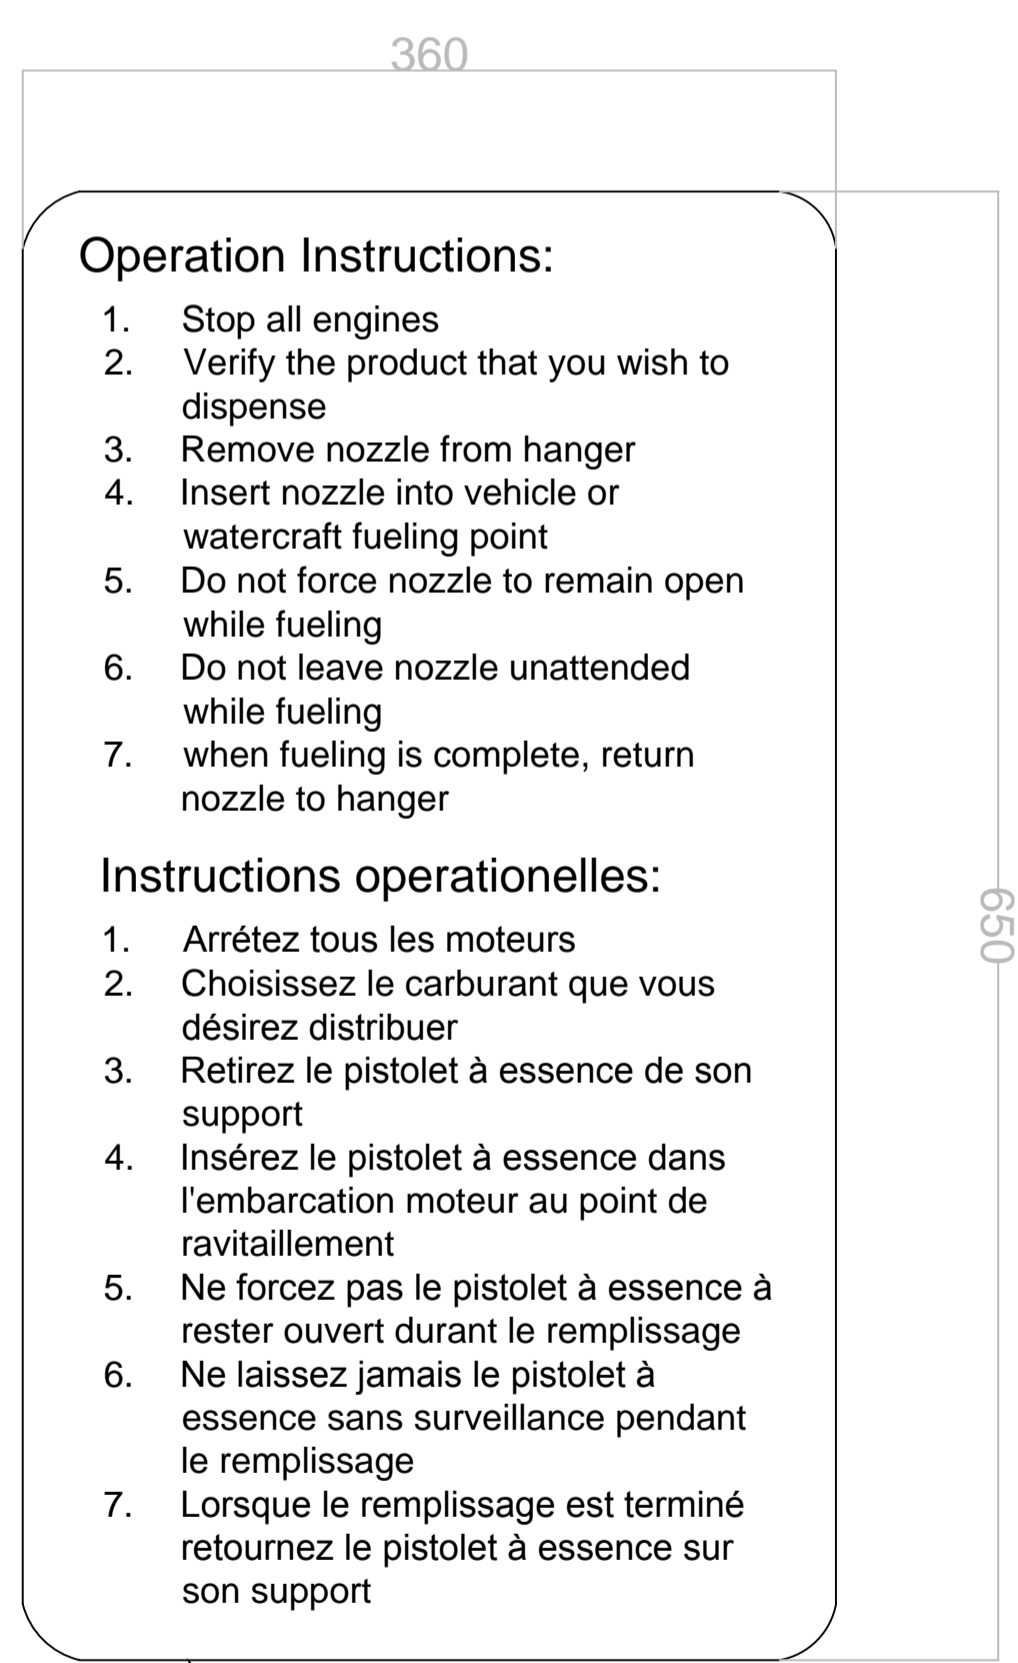 360
Operation Instructions:
1. Stop all engines
2. Verify the product that you wish to
dispense
3. Remove nozzle from hanger
4. Insert nozzle into vehicle or
watercraft fueling point
5. Do not force nozzle to remain open
while fueling
6. Do not leave nozzle unattended
while fueling
7. when fueling is complete, return
nozzle to hanger
Instructions operationelles:
1. Arrétez tous les moteurs
2. Choisissez le carburant que vous
désirez distribuer
3. Retirez le pistolet à essence de son
support
4. Insérez le pistolet à essence dans
l'embarcation moteur au point de
ravitaillement
5. Ne forcez pas le pistolet à essence à
rester ouvert durant le remplissage
6. Ne laissez jamais le pistolet à
essence sans surveillance pendant
le remplissage
7. Lorsque le remplissage est terminé
retournez le pistolet à essence sur
son support
650